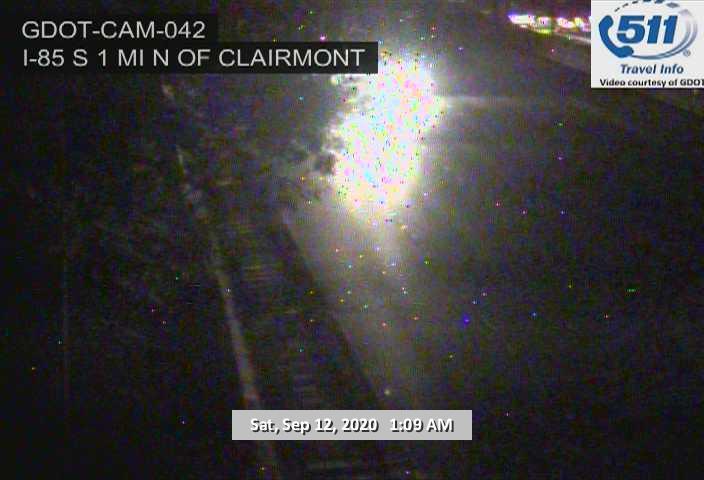 GDOT-CAM-042
I-85 S 1 MI N OF CLAIRMONT
511
Travel Info
Video courtesy of GDOT
Sat, Sep 12, 2020 1:09 AM